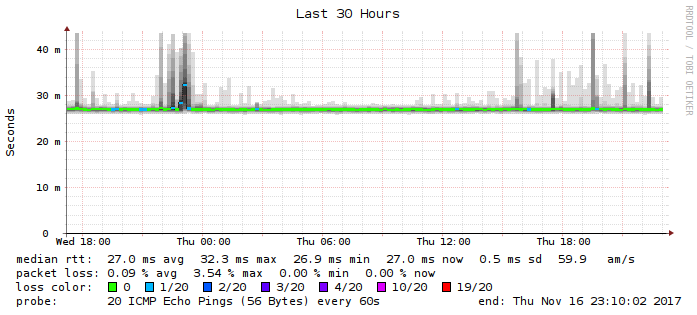 Last 30 Hours
RRDTOOL / TOBI OETIKER
Seconds
40 m
30 m
20 m
10 m
0
Wed 18:00 Thu 00:00 Thu 06:00 Thu 12:00 Thu 18:00
median rtt: 27.0 ms avg 32.3 ms max 26.9 ms min 27.0 ms now 0.5 ms sd 59.9 am/s
packet loss: 0.09 % avg 3.54 % max 0.00 % min 0.00 % now
loss color: 0 1/20 2/20 3/20 4/20 10/20 19/20
probe: 20 ICMP Echo Pings (56 Bytes) every 60s end: Thu Nov 16 23:10:02 2017